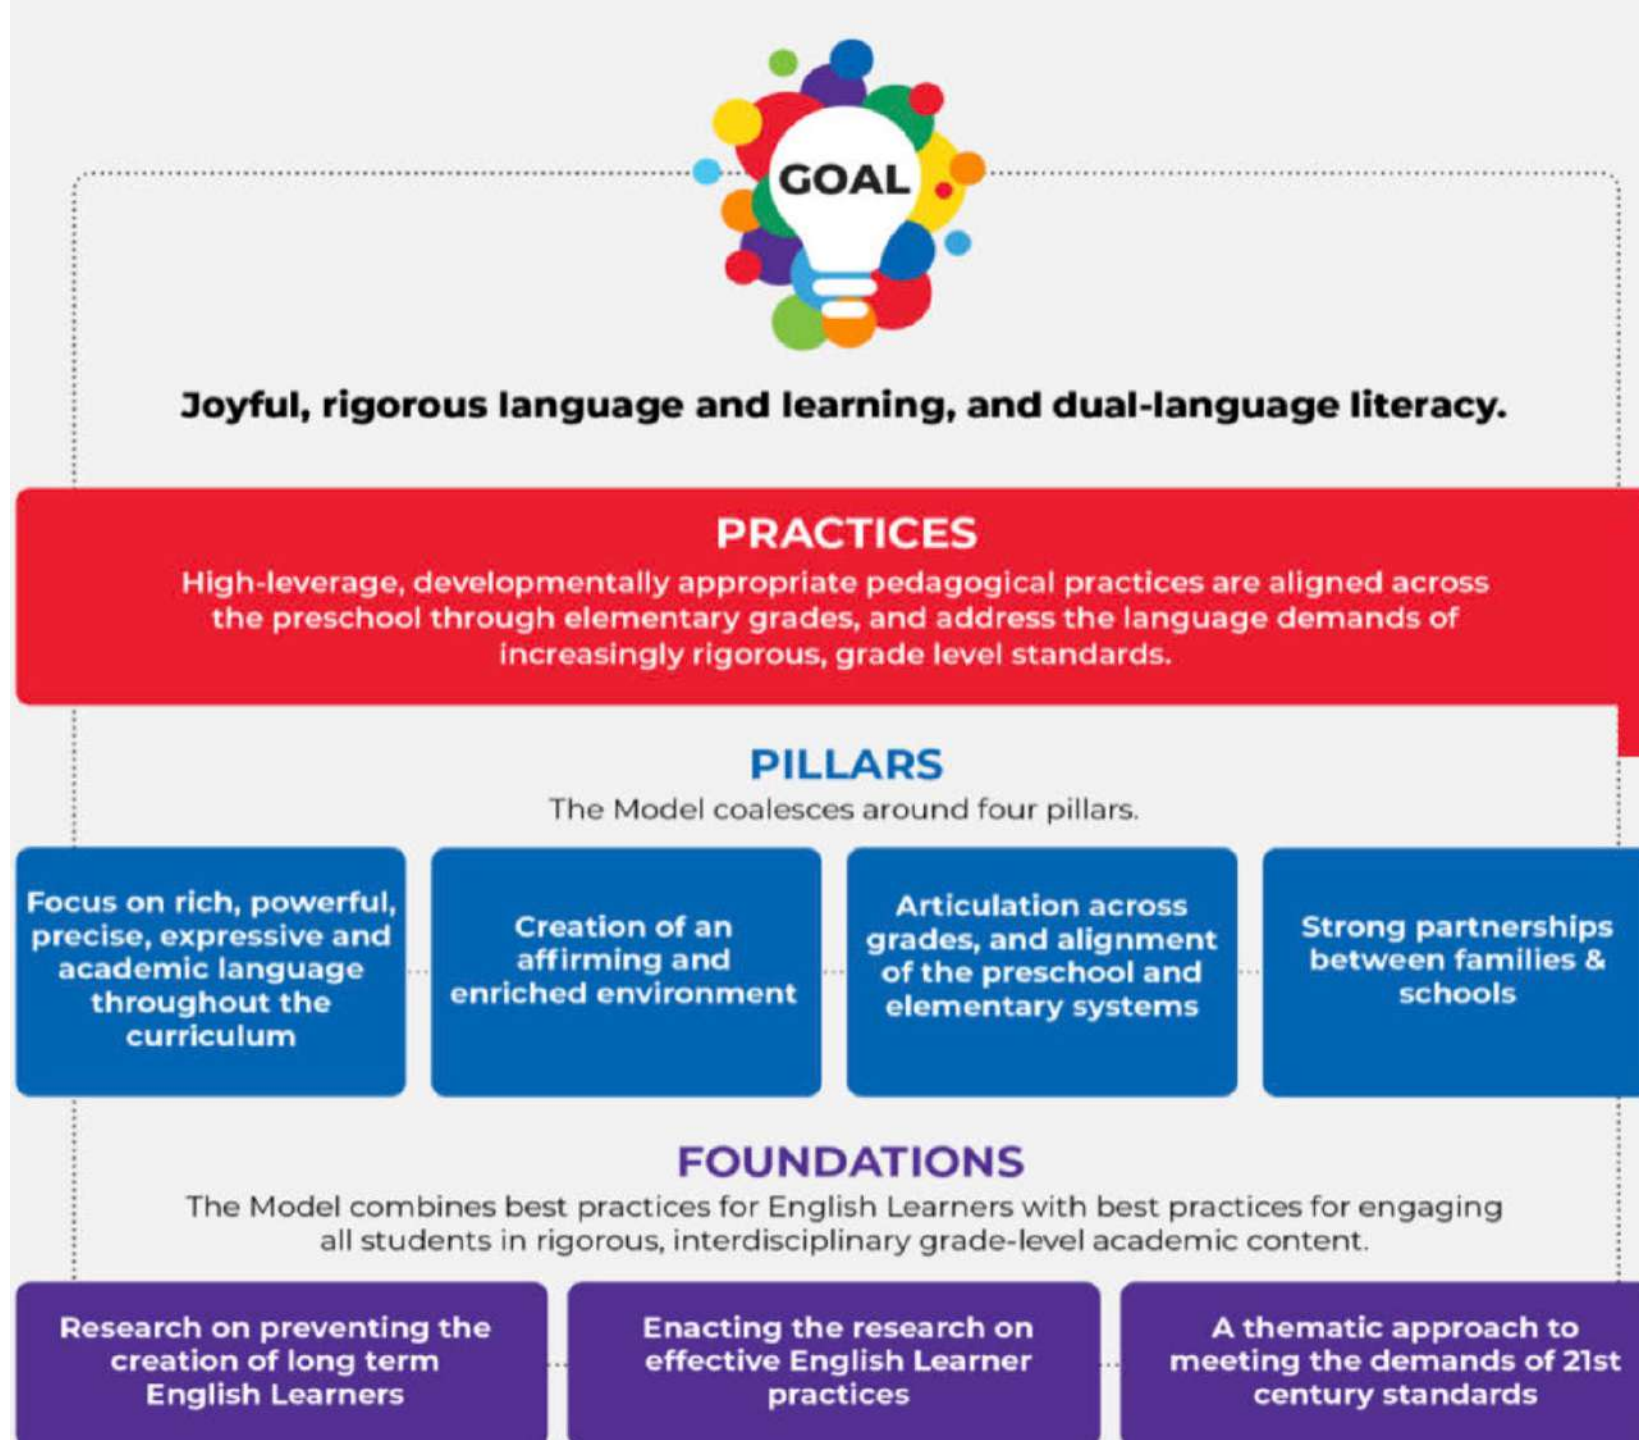 GOAL
Joyful, rigorous language and learning, and dual-language literacy.
PRACTICES
High-leverage, developmentally appropriate pedagogical practices are aligned across
the preschool through elementary grades, and address the language demands of
increasingly rigorous, grade level standards.
PILLARS
The Model coalesces around four pillars.
Focus on rich, powerful,
precise, expressive and
academic language
throughout the
curriculum
Creation of an
affirming and
enriched environment
Articulation across
grades, and alignment
of the preschool and
elementary systems
Strong partnerships
between families &
schools
FOUNDATIONS
The Model combines best practices for English Learners with best practices for engaging
all students in rigorous, interdisciplinary grade-level academic content.
Research on preventing the
creation of long term
English Learners
Enacting the research on
effective English Learner
practices
A thematic approach to
meeting the demands of 21st
century standards